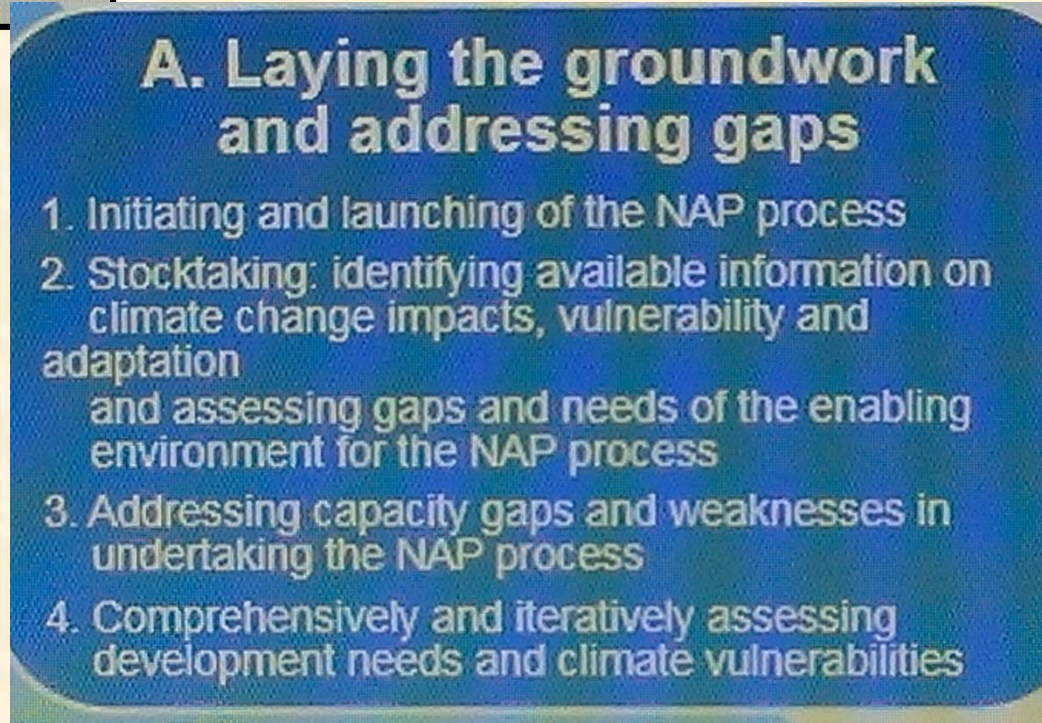 A. Laying the groundwork
and addressing gaps
1. Initiating and launching of the NAP process
2. Stocktaking: identifying available information on
climate change impacts, vulnerability and
adaptation
and assessing gaps and needs of the enabling
environment for the NAP process
3. Addressing capacity gaps and weaknesses in
undertaking the NAP process
4. Comprehensively and iteratively assessing
development needs and climate vulnerabilities